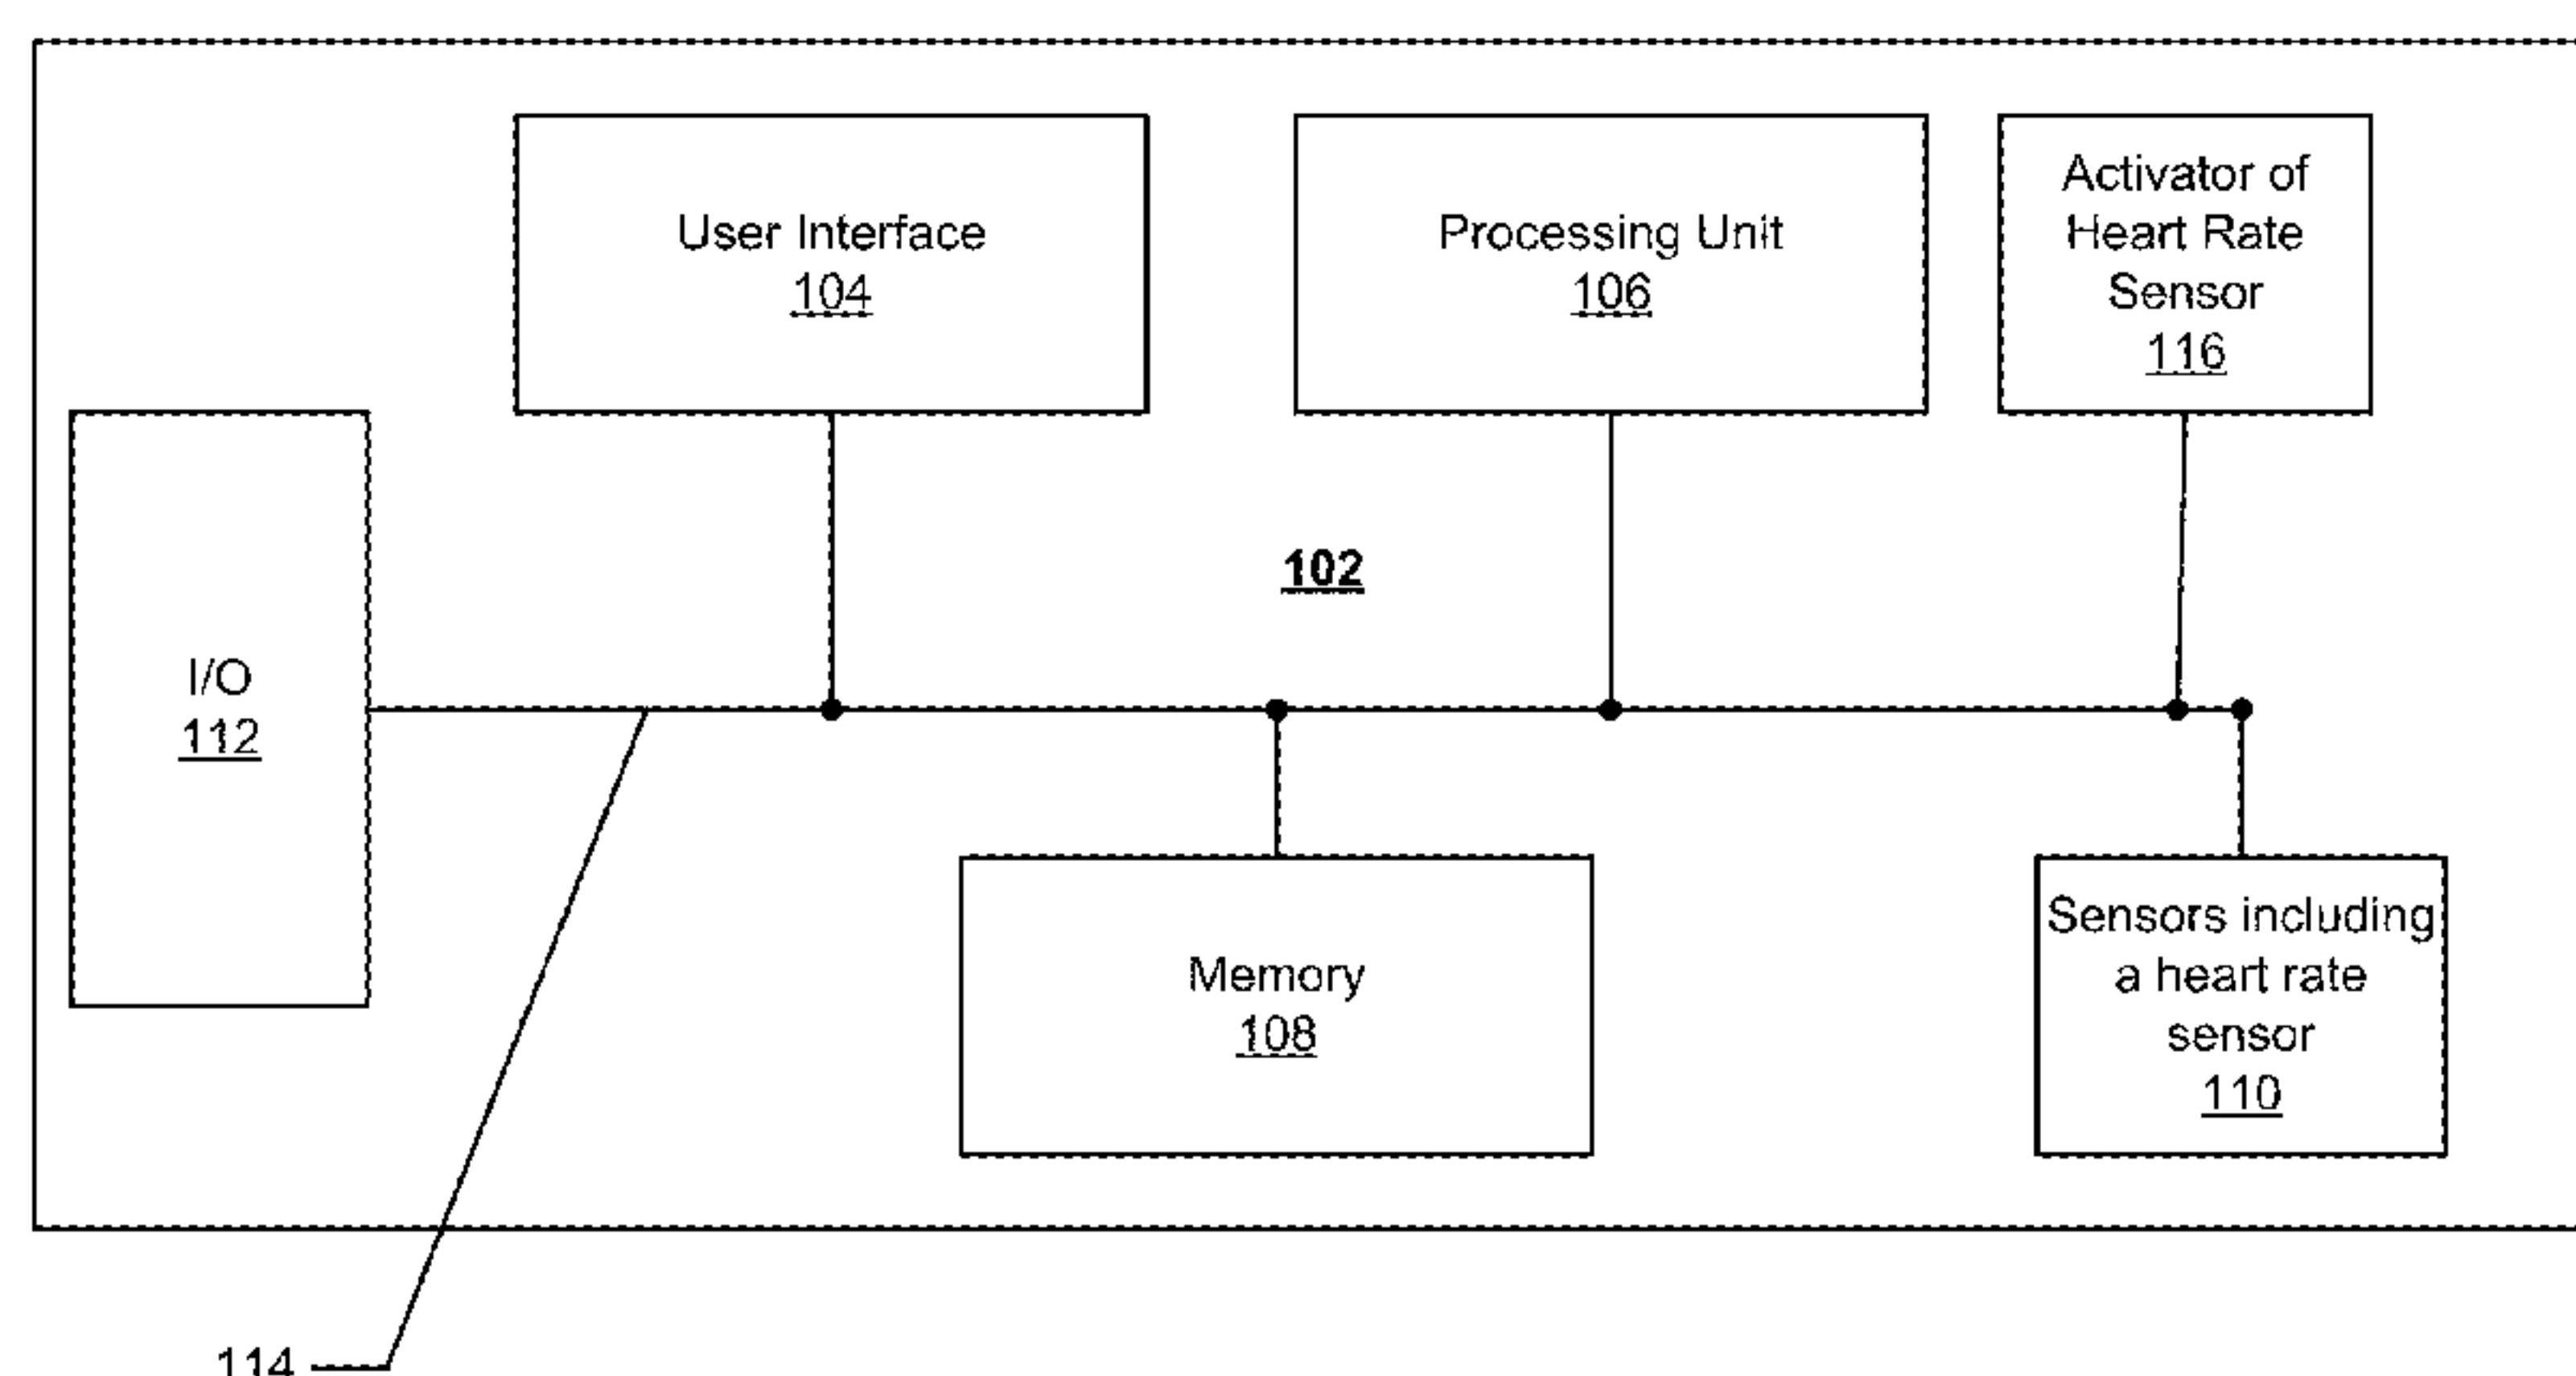 User Interface
104
Processing Unit
106
Activator of
Heart Rate
Sensor
116
102
I/O
112
Memory
108
Sensors including
a heart rate
sensor
110
114